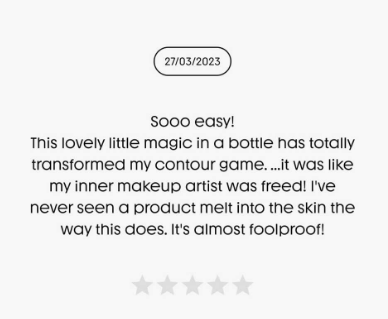 27/03/2023
Sooo easy!
This lovely little magic in a bottle has totally
transformed my contour game. ...it was like
my inner makeup artist was freed! I've
never seen a product melt into the skin the
way this does. It's almost foolproof!